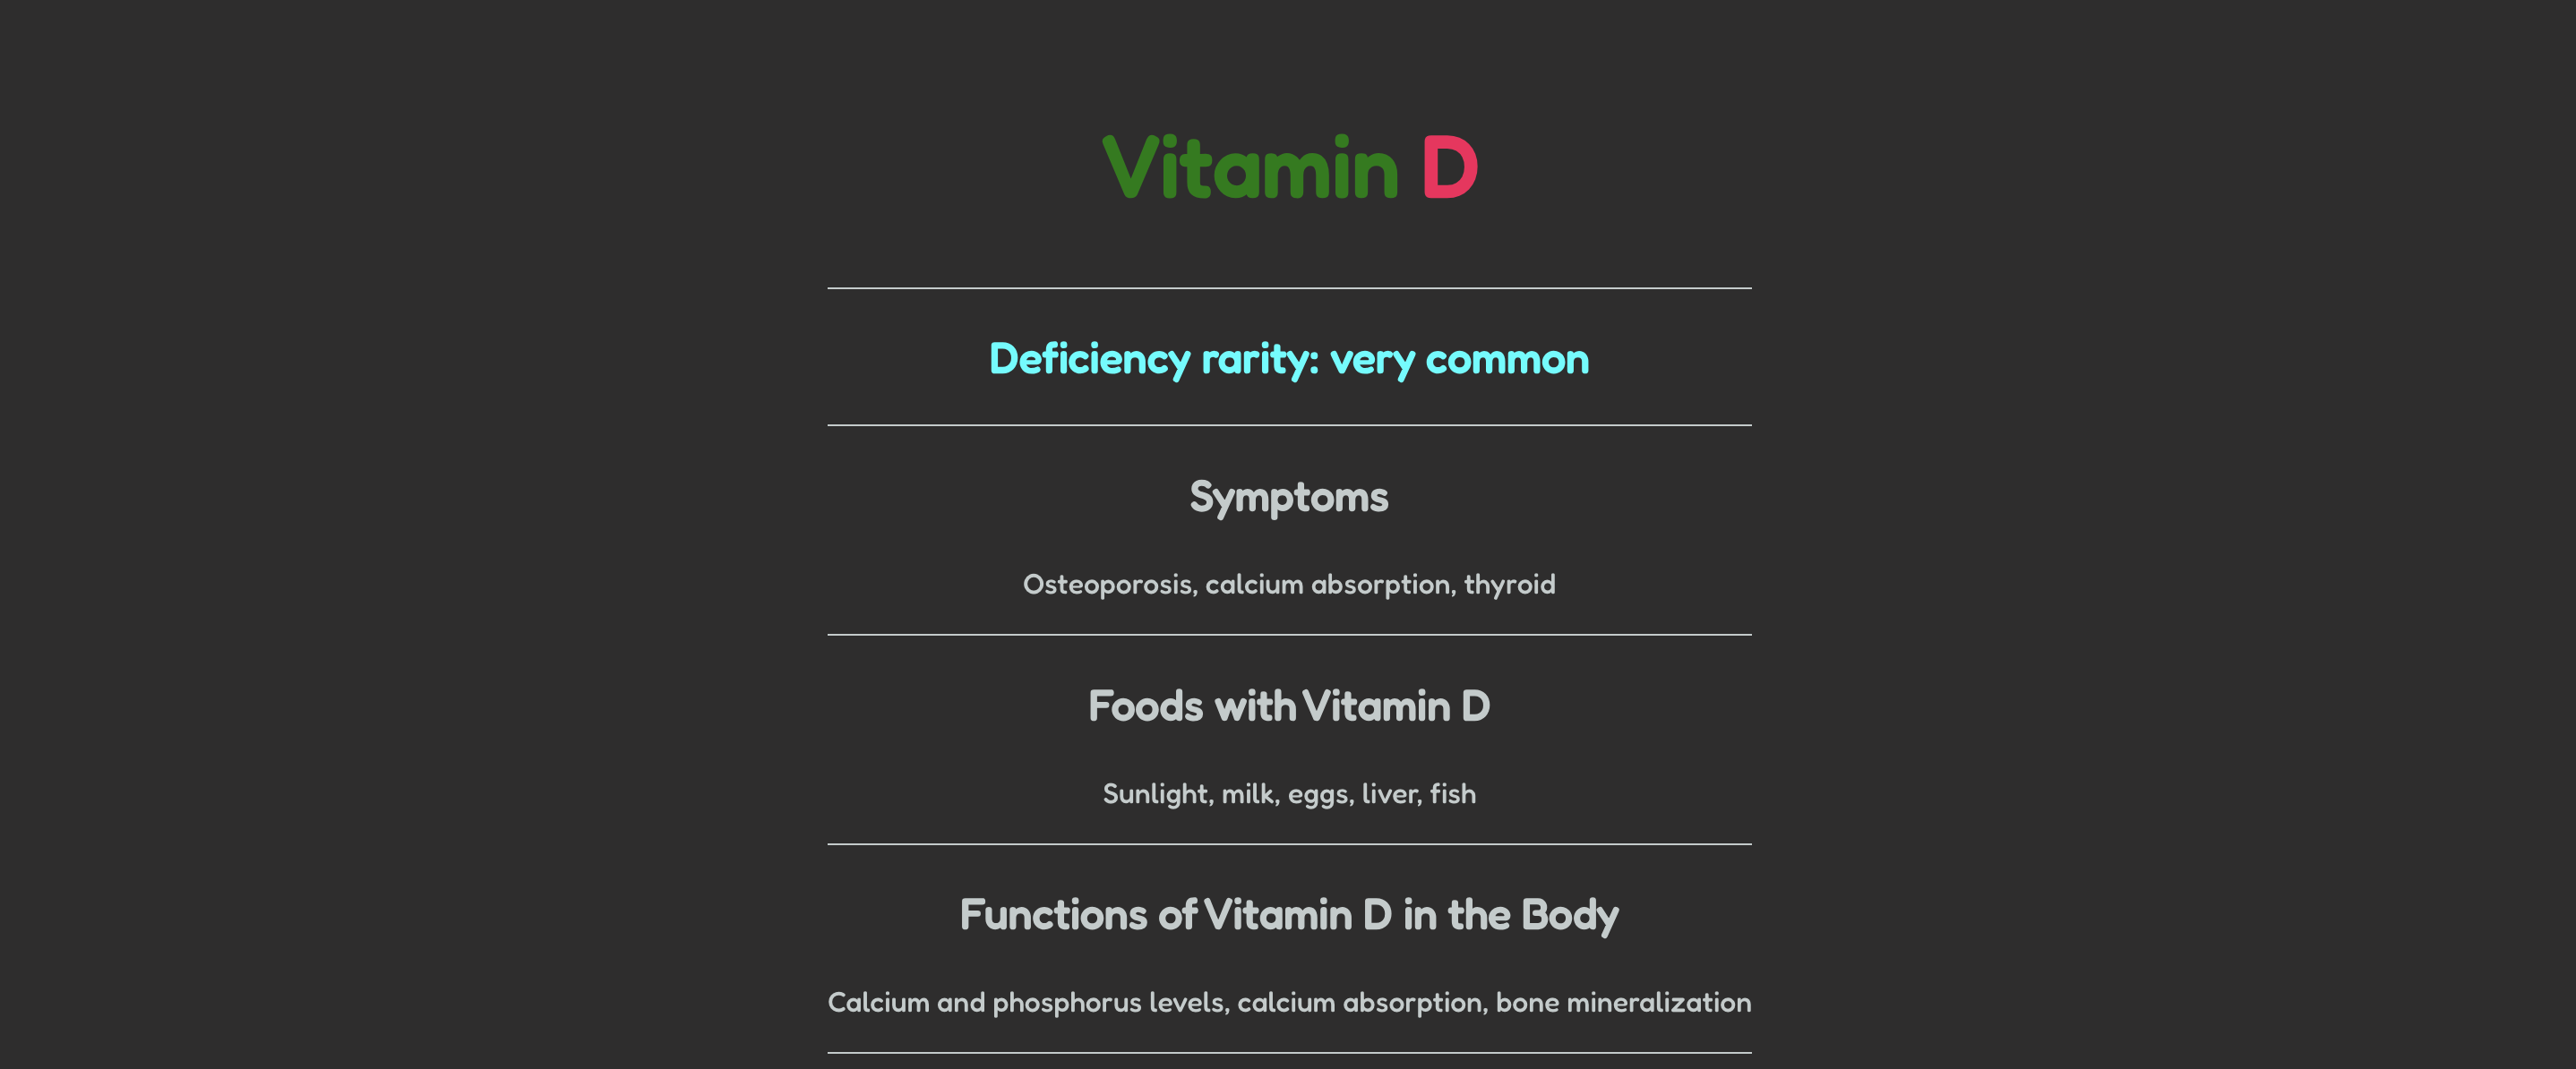 Vitamin D
Deficiency rarity: very common
Symptoms
Osteoporosis, calcium absorption, thyroid
Foods with Vitamin D
Sunlight, milk, eggs, liver, fish
Functions of Vitamin D in the Body
Calcium and phosphorus levels, calcium absorption, bone mineralization